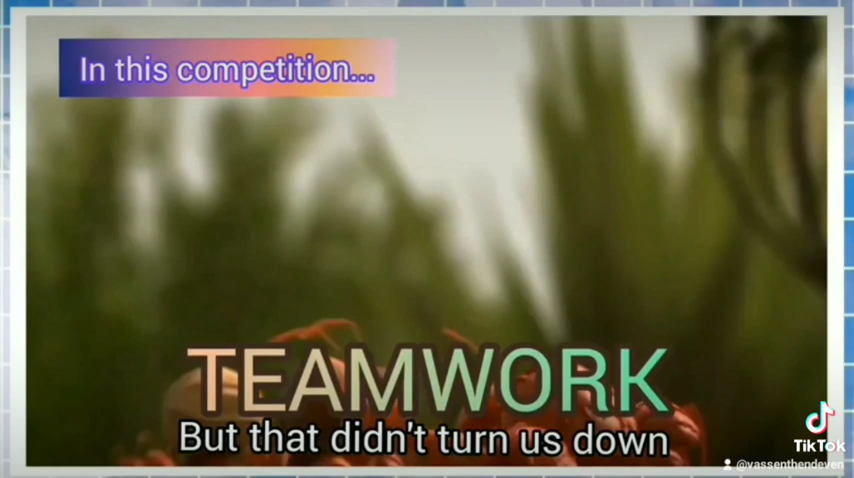 In this competition...
TEAMWORK
But that didn't turn us down
TikTok
@vassenthendeven